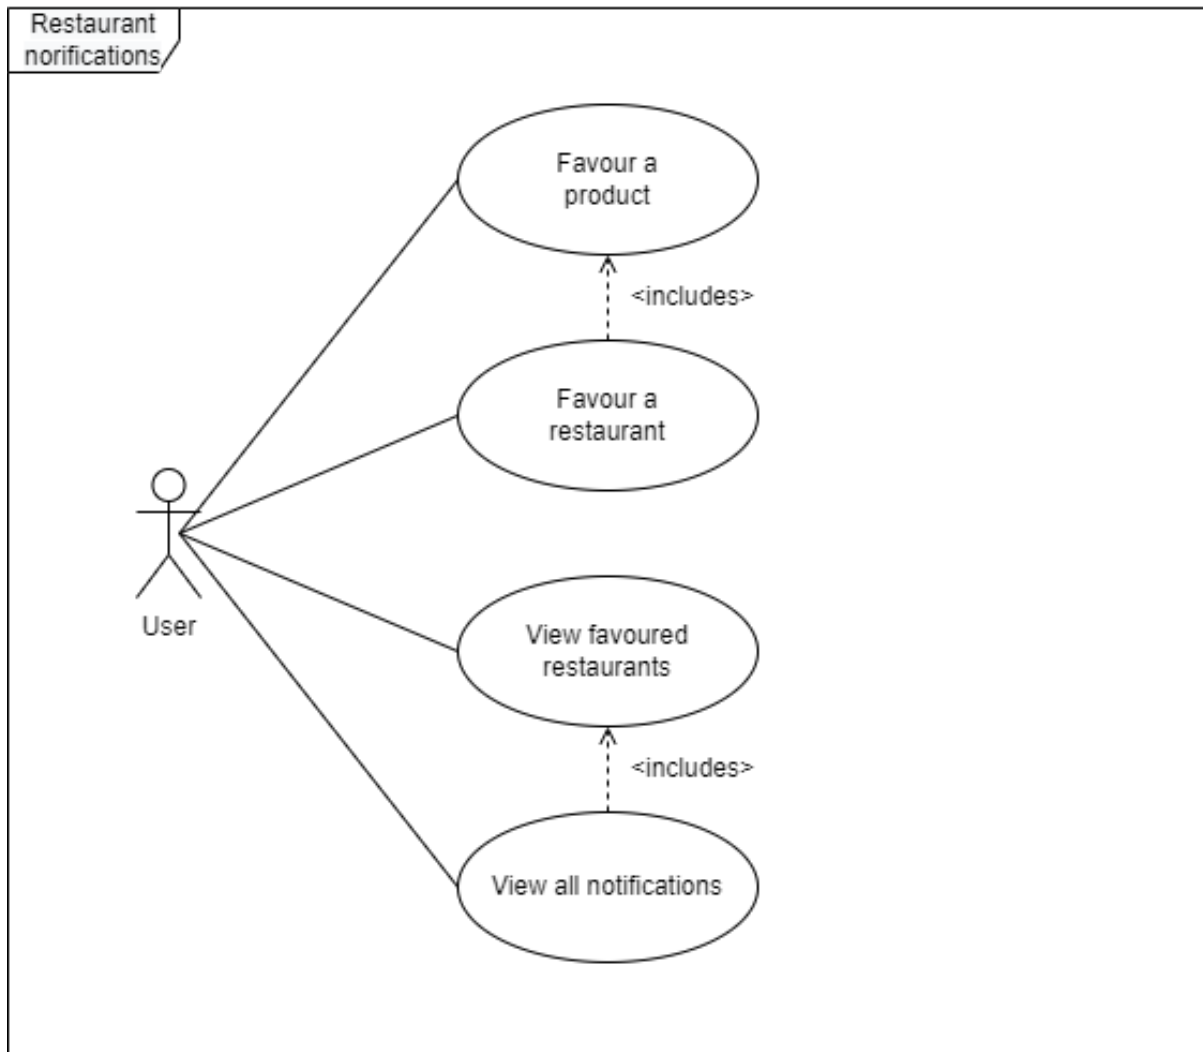 Restaurant
norifications
Favour a
product
<includes>
Favour a
restaurant
User
View favoured
restaurants
<includes>
View all notifications